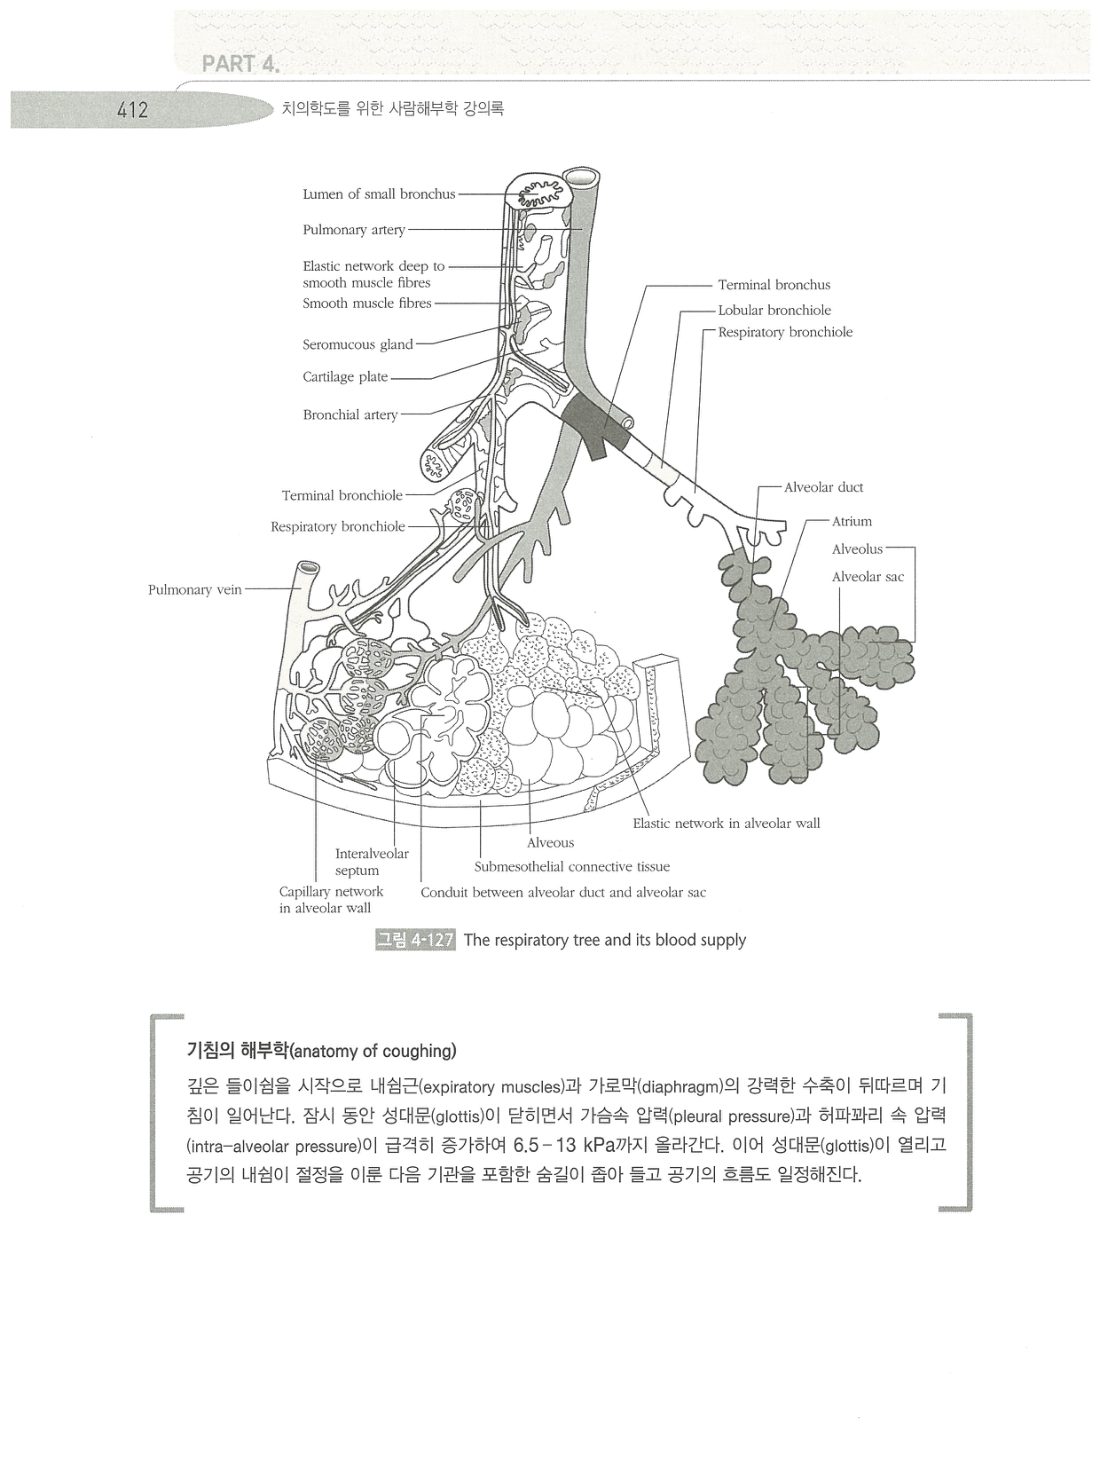 PART 4.
412
치의학도를 위한 사람해부학 강의록
Lumen of small bronchus
Pulmonary artery
Elastic network deep to
smooth muscle fibres
Smooth muscle fibres
Seromucous gland
Cartilage plate
Bronchial artery
Terminal bronchiole
Respiratory bronchiole
Pulmonary vein
Terminal bronchus
Lobular bronchiole
Respiratory bronchiole
Alveolar duct
Atrium
Alveolus
Alveolar sac
Elastic network in alveolar wall
Alveous
Interalveolar
septum
Submesothelial connective tissue
Capillary network
in alveolar wall
Conduit between alveolar duct and alveolar sac
그림 4-127 The respiratory tree and its blood supply
기침의 해부학(anatomy of coughing)
깊은 들이쉼을 시작으로 내쉼근(expiratory muscles)과 가로막(diaphragm)의 강력한 수축이 뒤따르며 기
침이 일어난다. 잠시 동안 성대문(glottis)이 닫히면서 가슴속 압력(pleural pressure)과 허파꽈리 속 압력
(intra-alveolar pressure)이 급격히 증가하여 6.5 - 13 kPa까지 올라간다. 이어 성대문(glottis)이 열리고
공기의 내쉼이 절정을 이룬 다음 기관을 포함한 숨길이 좁아 들고 공기의 흐름도 일정해진다.